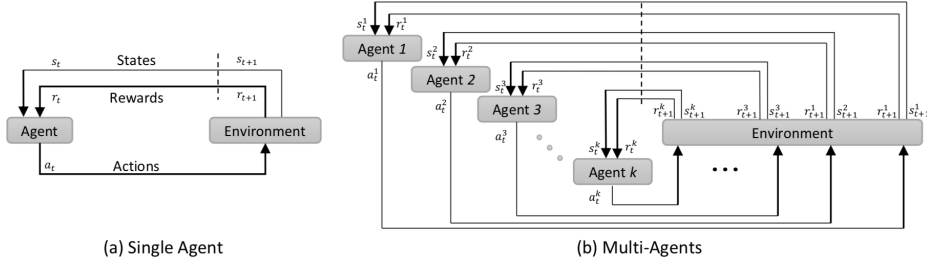 s_t States s_{t+1}
r_t Rewards r_{t+1}
Agent Environment
a_t Actions
(a) Single Agent
s_t^1 r_t^1
Agent 1
a_t^1
s_t^2 r_t^2
Agent 2
a_t^2
s_t^3 r_t^3
Agent 3
a_t^3
s_t^k r_t^k
Agent k
a_t^k
r_{t+1}^k s_{t+1}^k r_{t+1}^3 s_{t+1}^3 r_{t+1}^1 s_{t+1}^2 r_{t+1}^1 s_{t+1}^1
Environment
(b) Multi-Agents